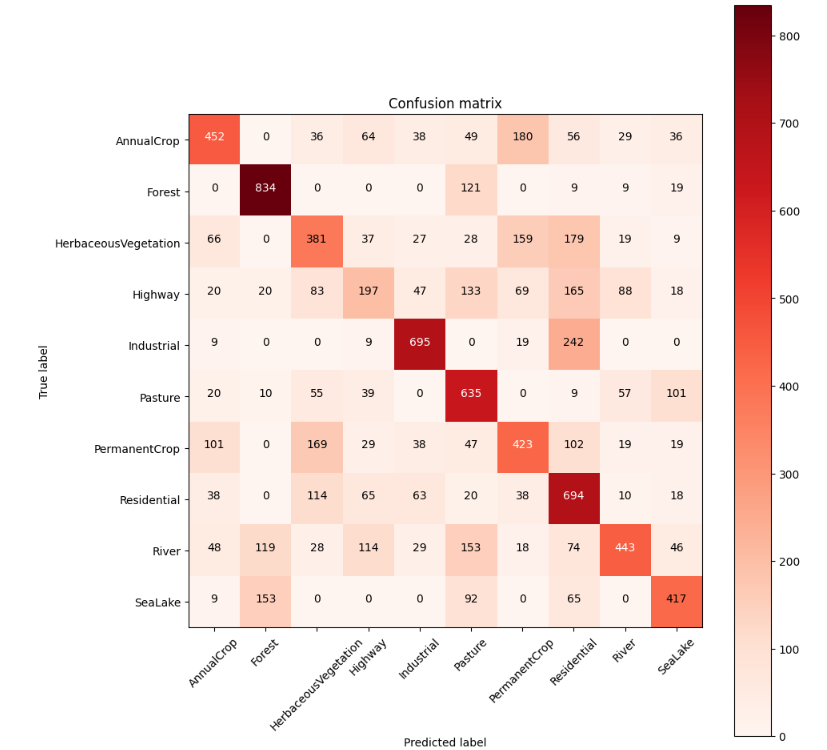 Confusion matrix
AnnualCrop 452 0 36 64 38 49 180 56 29 36
Forest 0 834 0 0 0 121 0 9 9 19
HerbaceousVegetation 66 0 381 37 27 28 159 179 19 9
Highway 20 20 83 197 47 133 69 165 88 18
Industrial 9 0 0 9 695 0 19 242 0 0
Pasture 20 10 55 39 0 635 0 9 57 101
PermanentCrop 101 0 169 29 38 47 423 102 19 19
Residential 38 0 114 65 63 20 38 694 10 18
River 48 119 28 114 29 153 18 74 443 46
SeaLake 9 153 0 0 0 92 0 65 0 417
True label
AnnualCrop Forest HerbaceousVegetation Highway Industrial Pasture PermanentCrop Residential River SeaLake
Predicted label
800
700
600
500
400
300
200
100
0